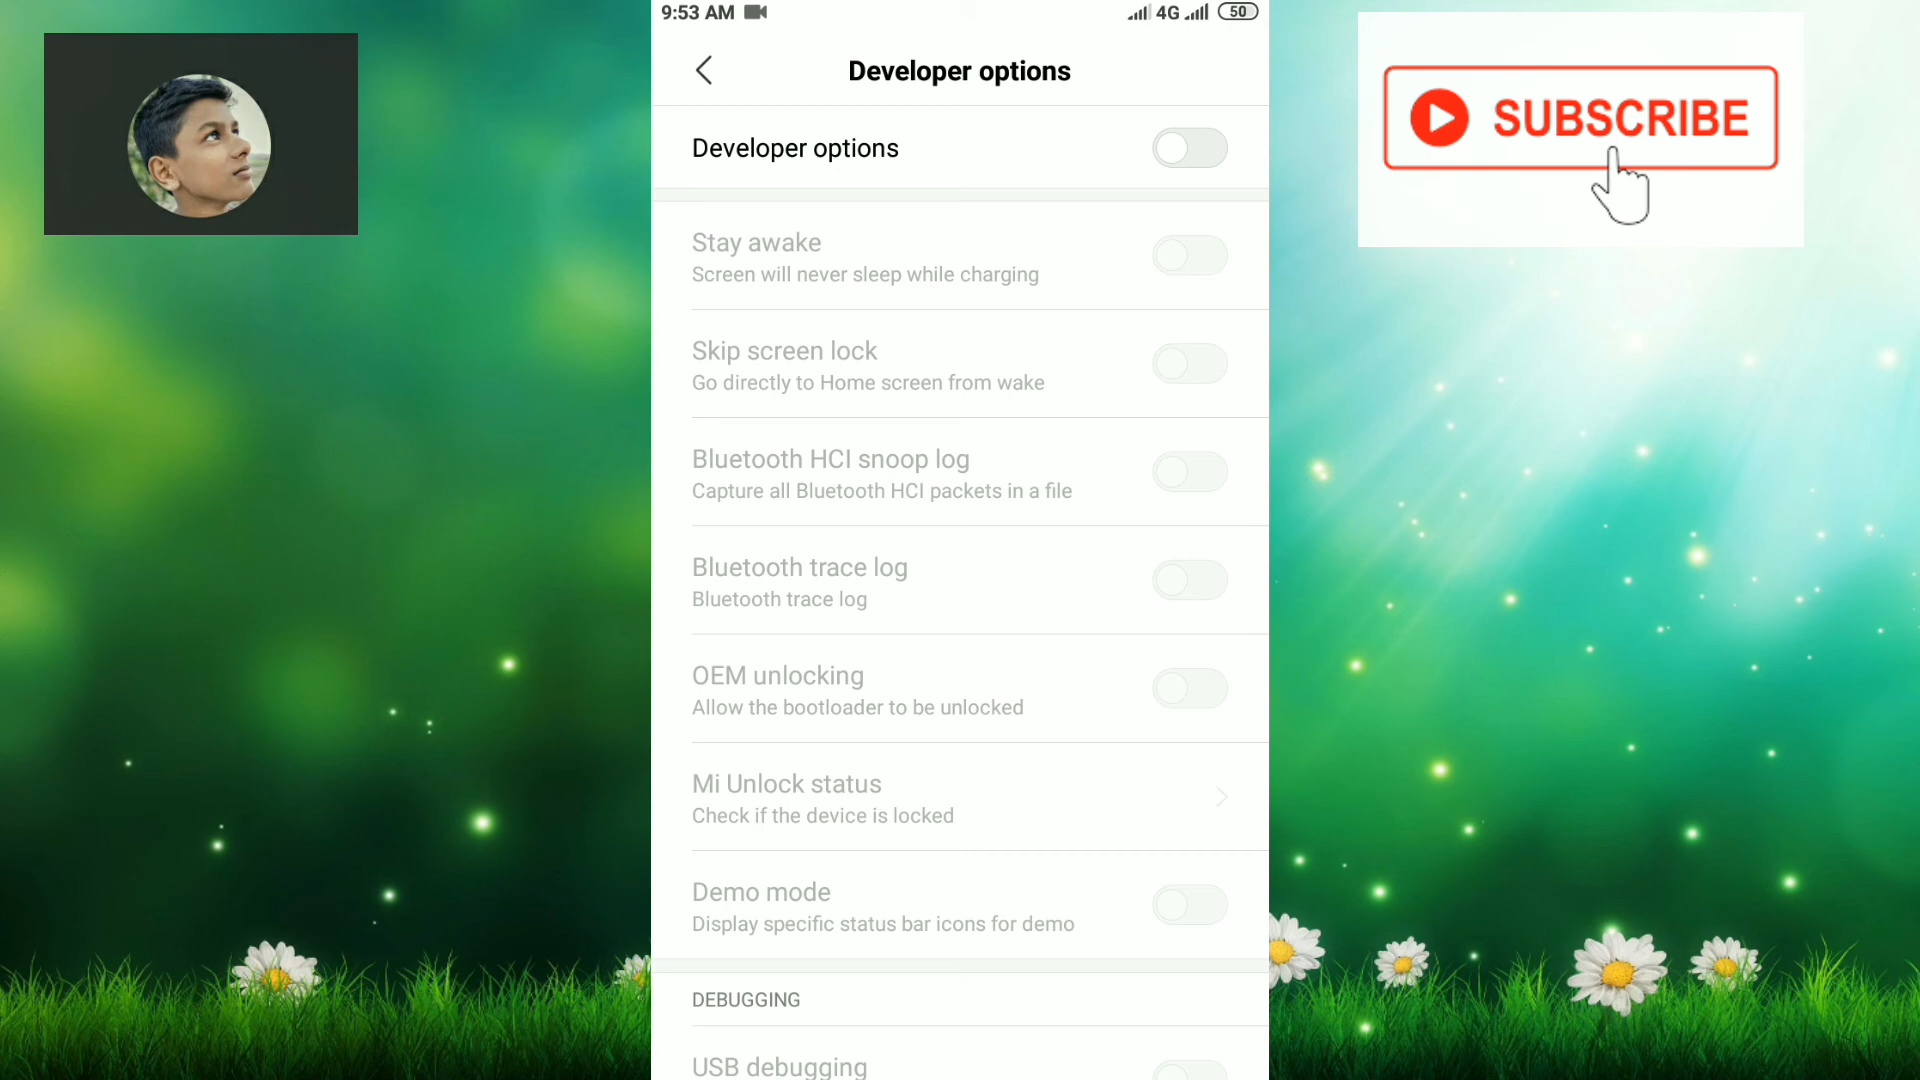 9:53 AM 4G 50
Developer options
Developer options
Stay awake
Screen will never sleep while charging
Skip screen lock
Go directly to Home screen from wake
Bluetooth HCI snoop log
Capture all Bluetooth HCI packets in a file
Bluetooth trace log
Bluetooth trace log
OEM unlocking
Allow the bootloader to be unlocked
Mi Unlock status
Check if the device is locked
Demo mode
Display specific status bar icons for demo
DEBUGGING
USB debugging
SUBSCRIBE